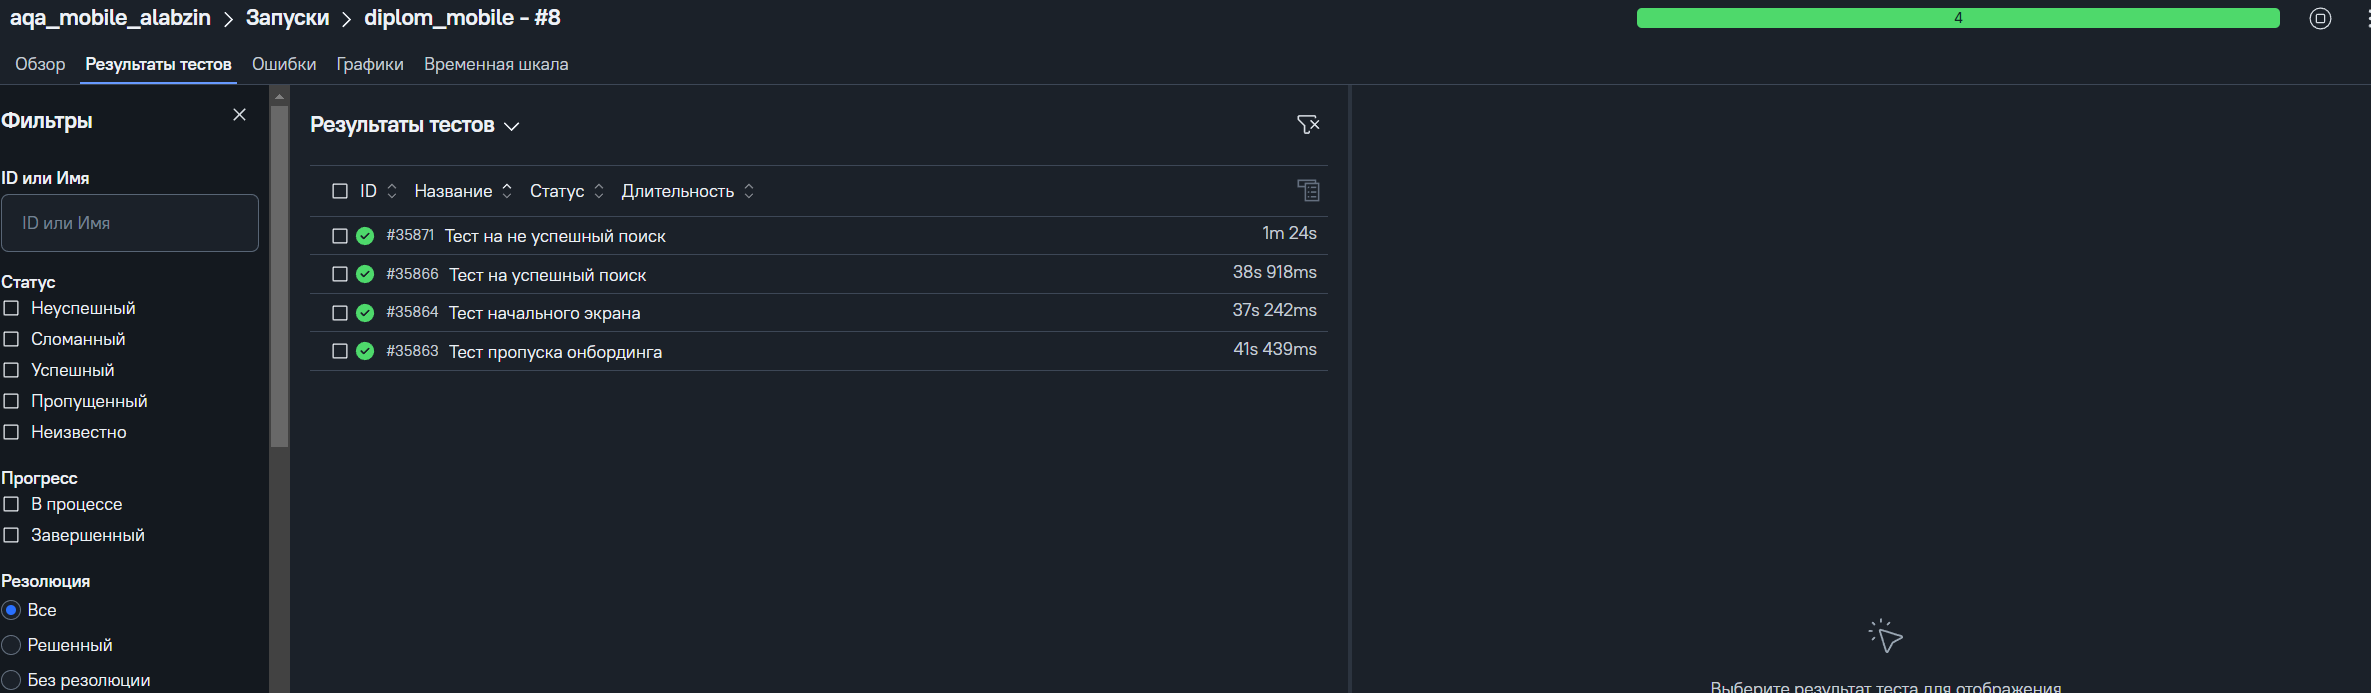 aqa_mobile_alabzin > Запуски > diplom_mobile - #8
4
Обзор Результаты тестов Ошибки Графики Временная шкала
Фильтры
ID или Имя
ID или Имя
Статус
Неуспешный
Сломанный
Успешный
Пропущенный
Неизвестно
Прогресс
В процессе
Завершенный
Резолюция
Все
Решенный
Без резолюции
Результаты тестов
ID Название Статус Длительность
#35871 Тест на не успешный поиск 1m 24s
#35866 Тест на успешный поиск 38s 918ms
#35864 Тест начального экрана 37s 242ms
#35863 Тест пропуска онбординга 41s 439ms
Выберите результат теста для отображения